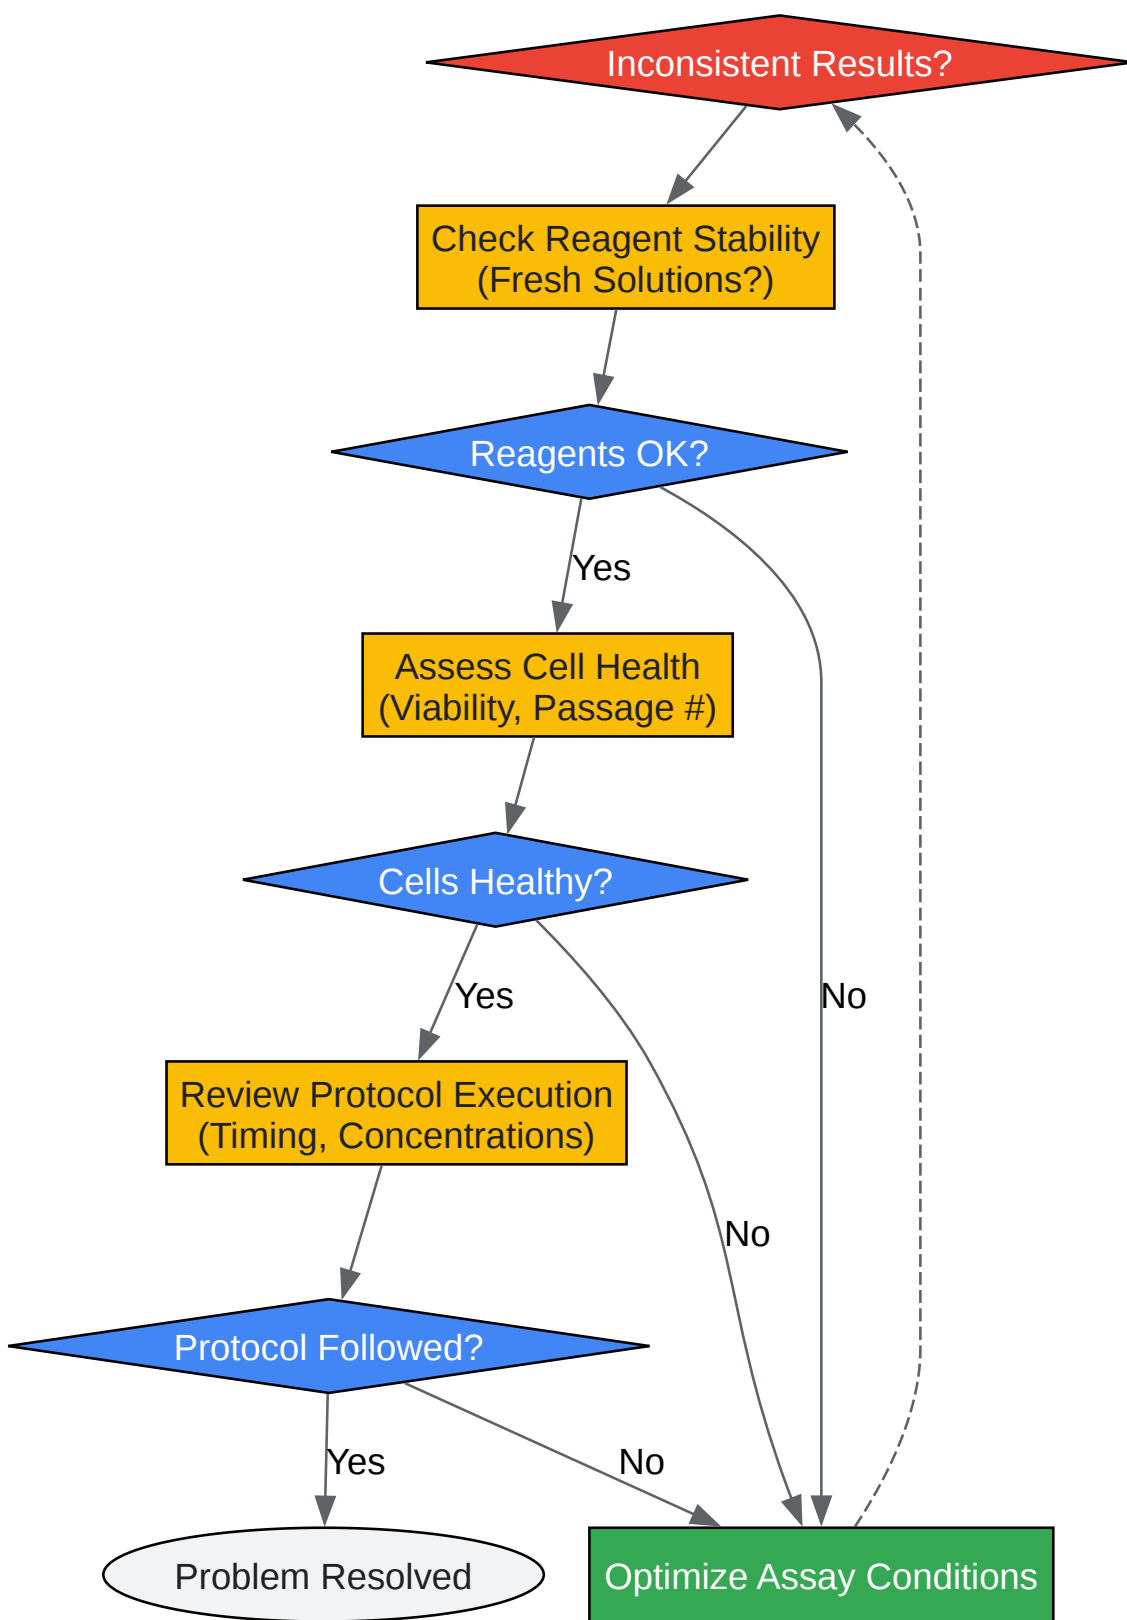 Inconsistent Results?
Check Reagent Stability
(Fresh Solutions?)
Reagents OK?
Yes
Assess Cell Health
(Viability, Passage #)
Cells Healthy?
Yes
No
Review Protocol Execution
(Timing, Concentrations)
No
Protocol Followed?
Yes
No
Problem Resolved
Optimize Assay Conditions